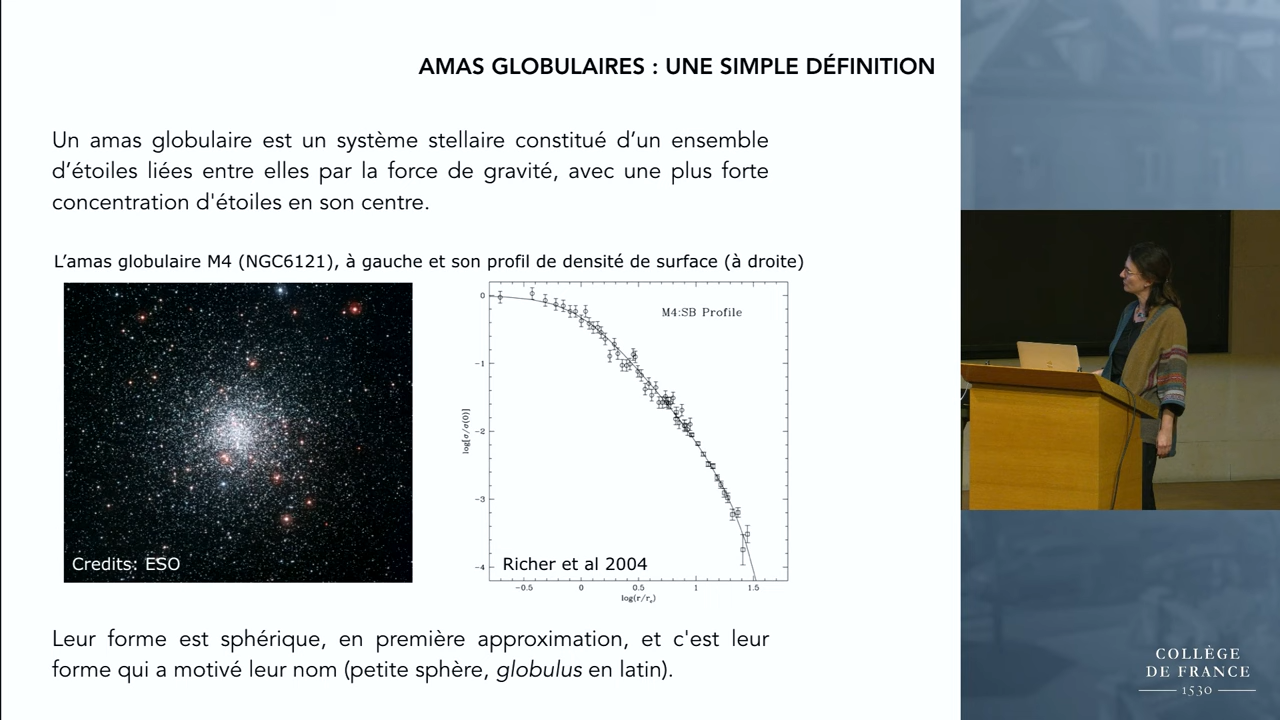 AMAS GLOBULAIRES : UNE SIMPLE DÉFINITION
Un amas globulaire est un système stellaire constitué d’un ensemble
d’étoiles liées entre elles par la force de gravité, avec une plus forte
concentration d'étoiles en son centre.
L’amas globulaire M4 (NGC6121), à gauche et son profil de densité de surface (à droite)
Credits: ESO
M4:SB Profile
log[σ/σ(0)]
0
−1
−2
−3
−4
Richer et al 2004
−0.5 0 0.5 1 1.5
log(r/r_c)
Leur forme est sphérique, en première approximation, et c'est leur
forme qui a motivé leur nom (petite sphère, globulus en latin).
COLLÈGE
DE FRANCE
1530